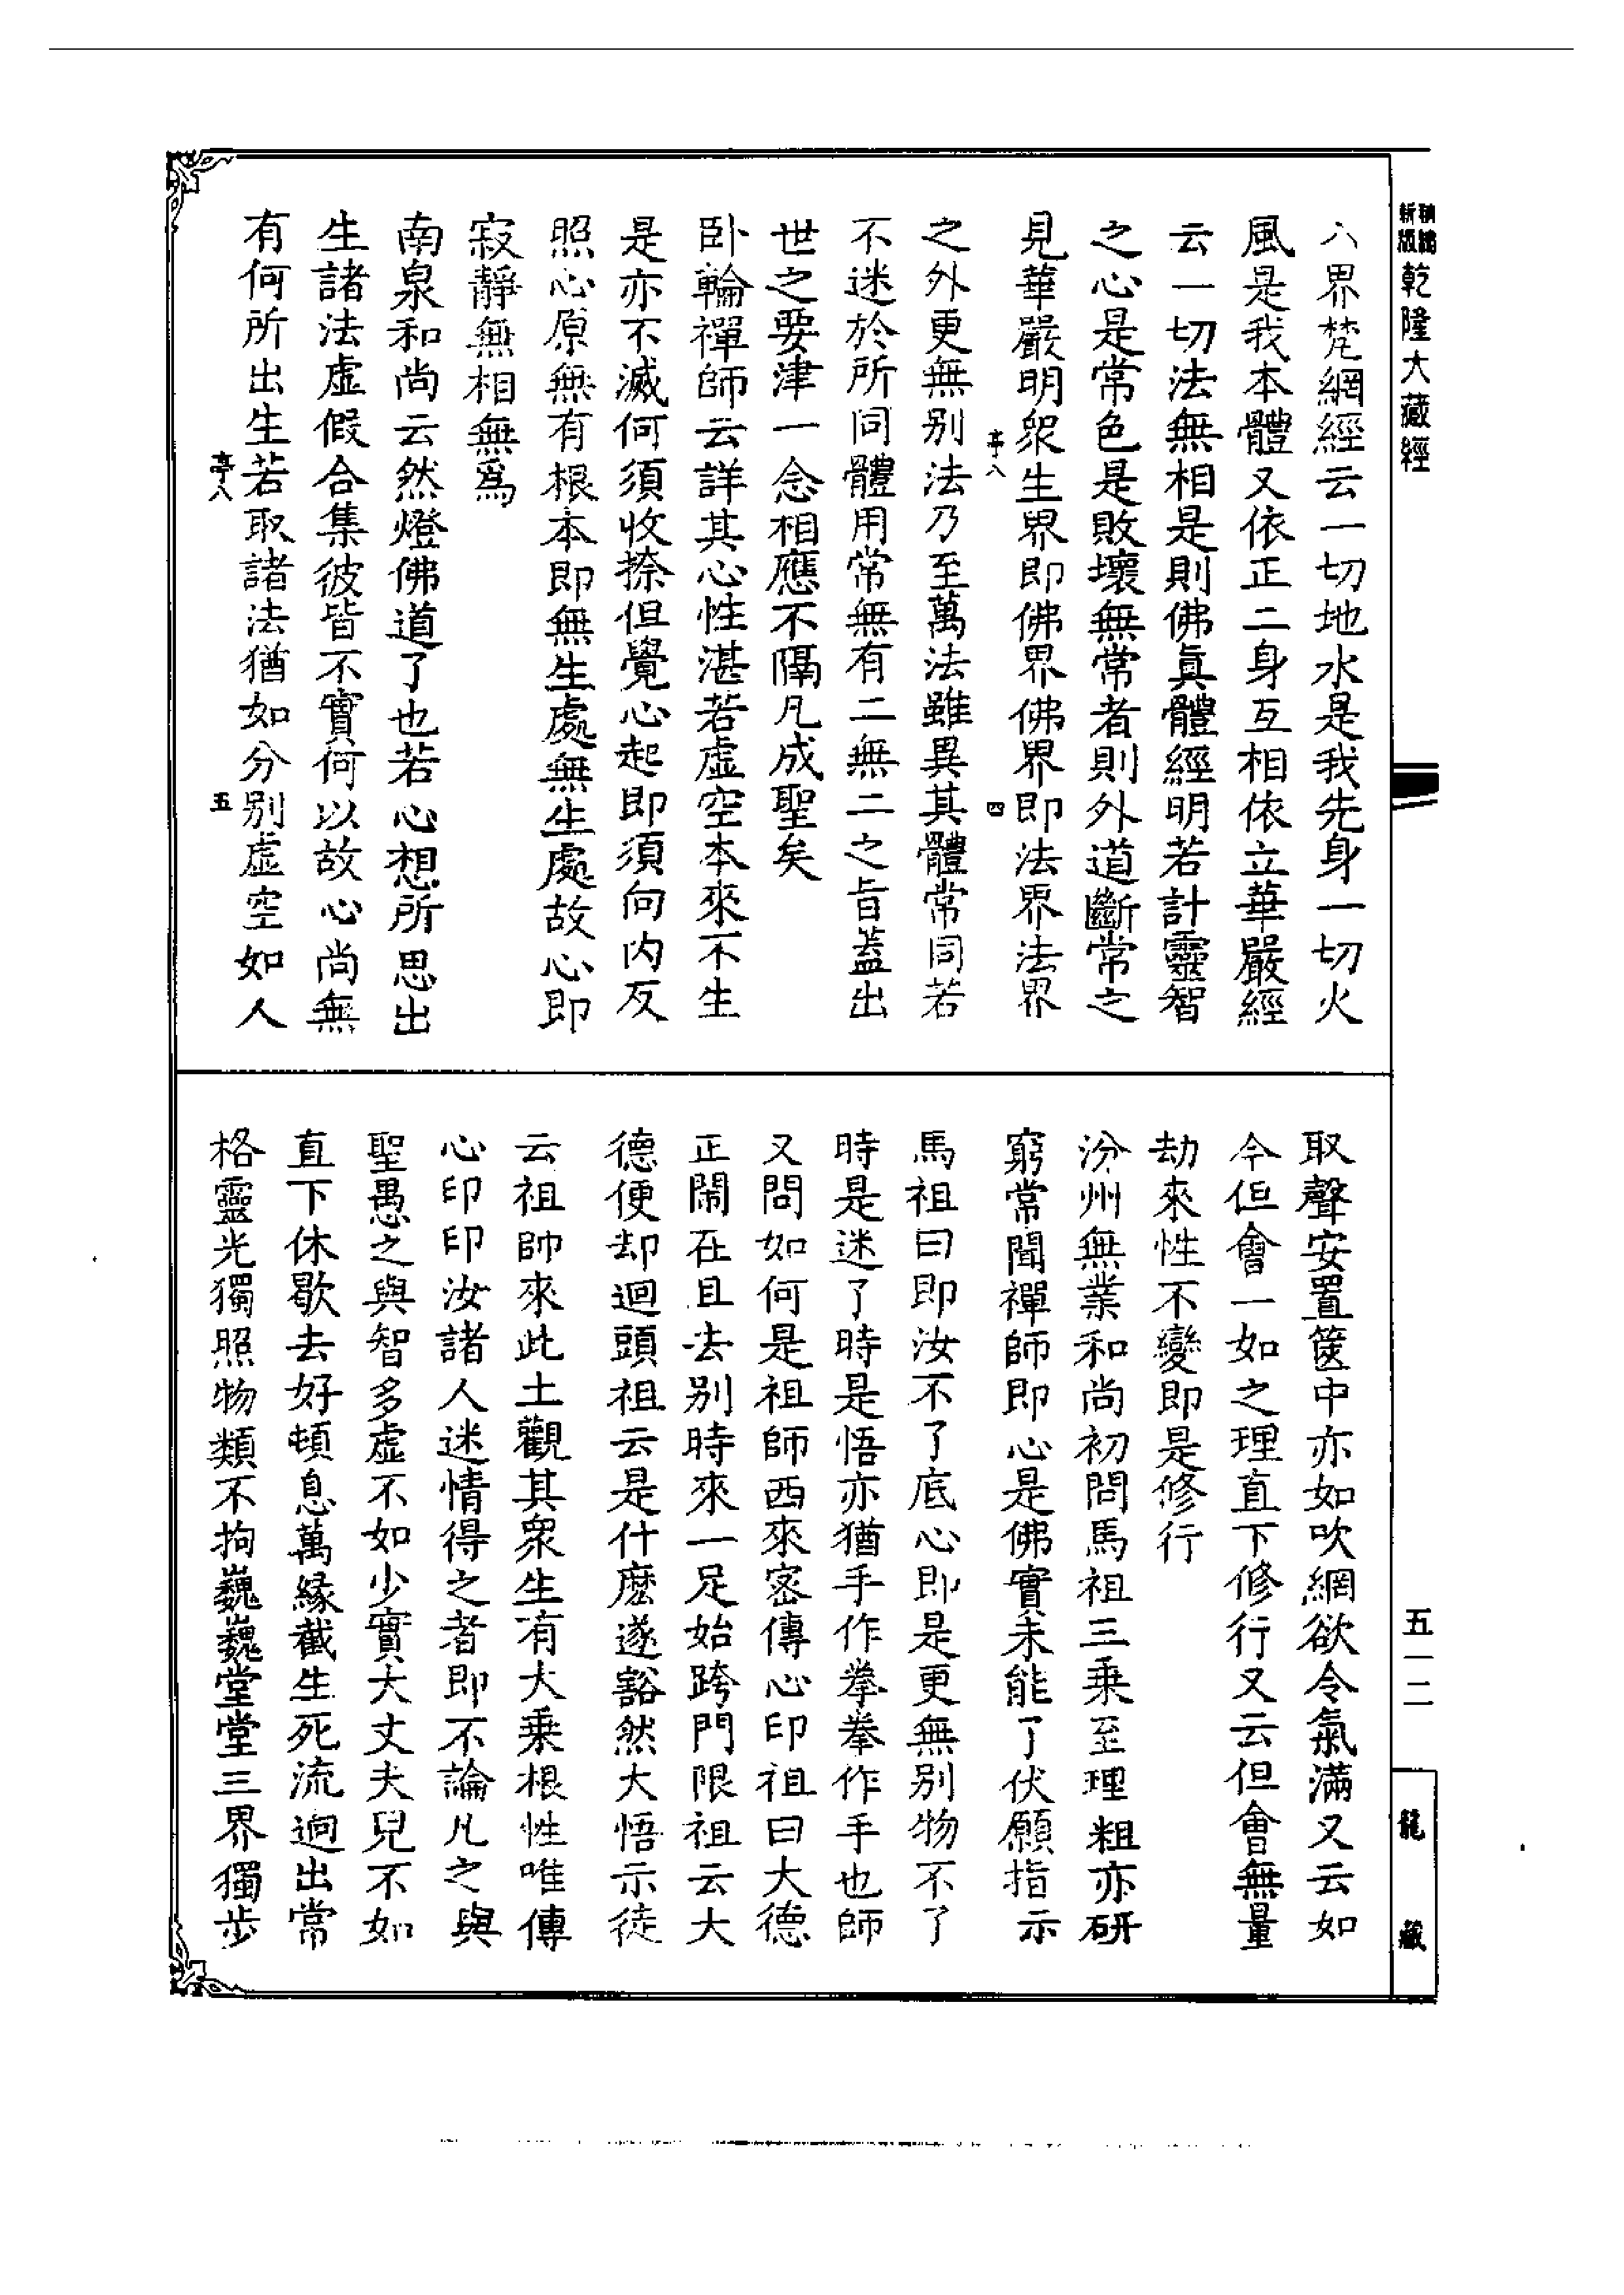 新編
新版
乾隆大藏經
五一二
龍藏
八界梵網經云一切地水是我先身一切火
風是我本體又依正二身互相依立華嚴經
云一切法無相是則佛眞體經明若計靈智
之心是常色是敗壞無常者則外道斷常之
見華嚴明衆生界即佛界佛界即法界法界
亭八 四
之外更無别法乃至萬法雖異其體常同若
不迷於所同體用常無有二無二之旨葢出
世之要津一念相應不隔凡成聖矣
卧輪禪師云詳其心性湛若虛空本來不生
是亦不滅何須收捺但覺心起即須向内反
照心原無有根本即無生處無生處故心即
寂靜無相無爲
南泉和尚云然燈佛道了也若心想所思出
生諸法虛假合集彼皆不實何以故心尚無
有何所出生若取諸法猶如分别虛空如人
亭八 五
取聲安置篋中亦如吹網欲令氣滿又云如
今但會一如之理直下修行又云但會無量
劫來性不變即是修行
汾州無業和尚初問馬祖三乘至理粗亦研
窮常聞禪師即心是佛實未能了伏願指示
馬祖曰即汝不了底心即是更無别物不了
時是迷了時是悟亦猶手作拳拳作手也師
又問如何是祖師西來密傳心印祖曰大德
正鬧在且去别時來一足始跨門限祖云大
德便却迴頭祖云是什麼遂豁然大悟示徒
云祖師來此土觀其衆生有大乘根性唯傳
心印印汝諸人迷情得之者即不論凡之與
聖愚之與智多虛不如少實大丈夫兒不如
直下休歇去好頓息萬緣截生死流逈出常
格靈光獨照物類不拘巍巍堂堂三界獨步